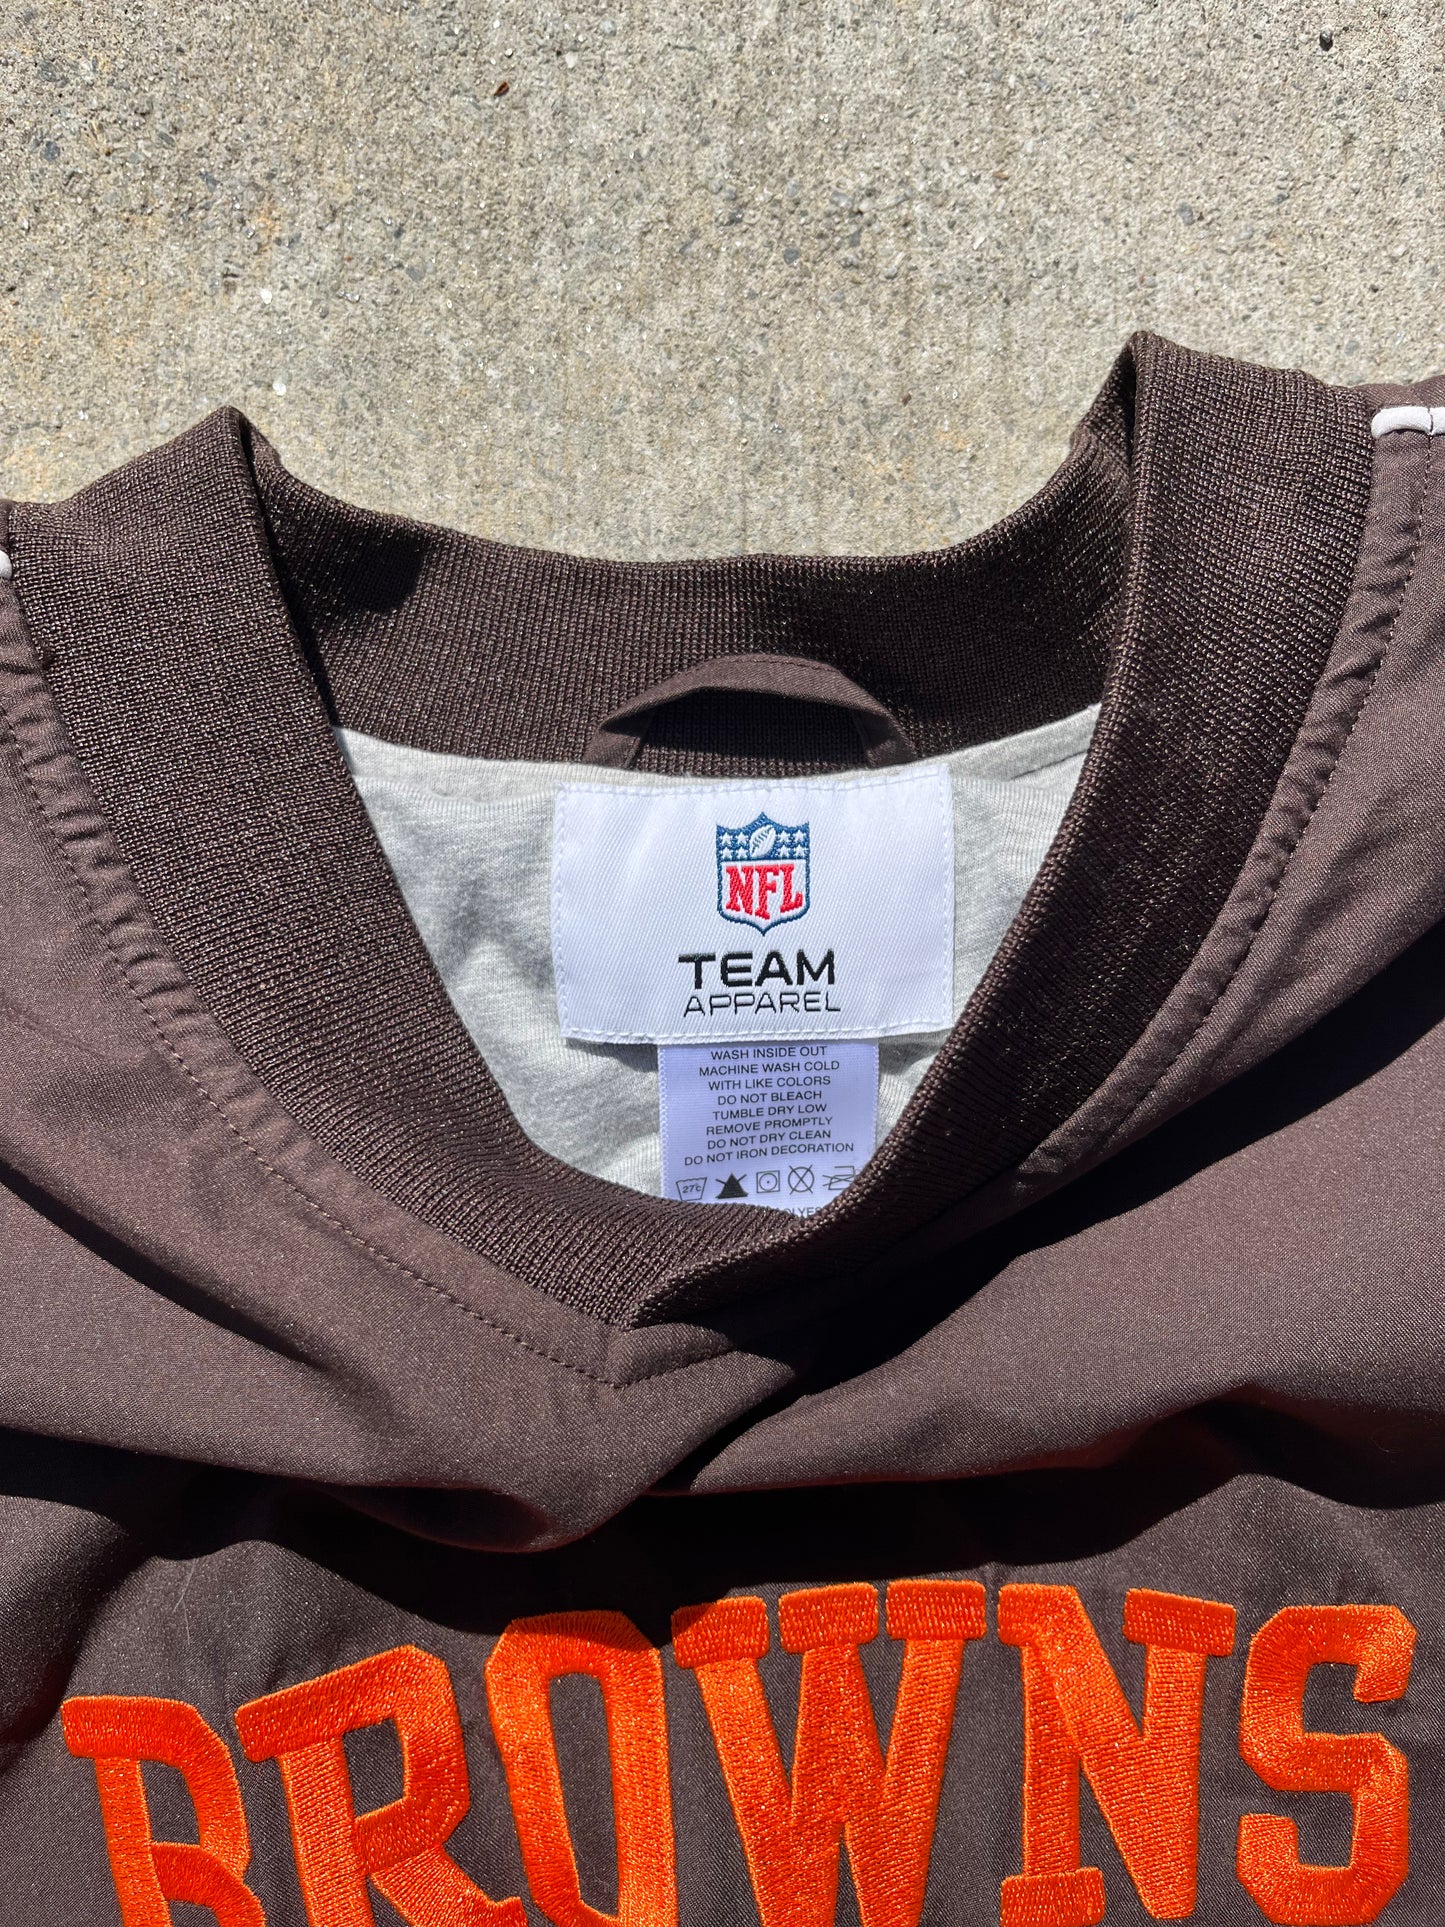 NFL
TEAM
APPAREL
WASH INSIDE OUT
MACHINE WASH COLD
WITH LIKE COLORS
DO NOT BLEACH
TUMBLE DRY LOW
REMOVE PROMPTLY
DO NOT DRY CLEAN
DO NOT IRON DECORATION
27c
BROWNS